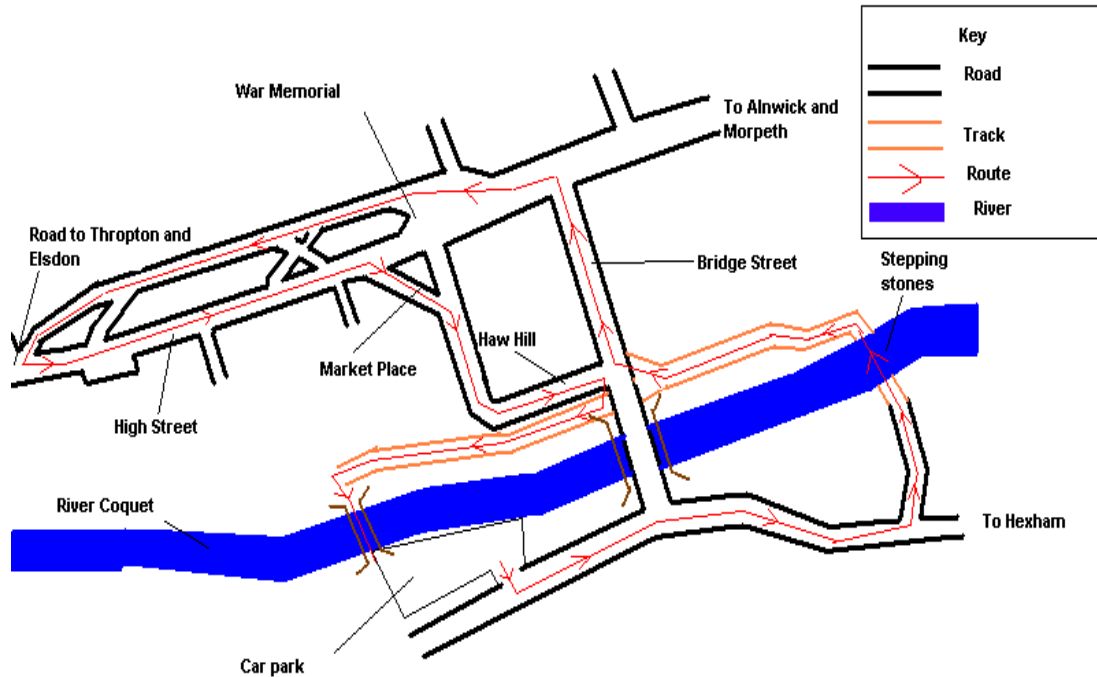 Key
Road
Track
Route
River
War Memorial
To Alnwick and
Morpeth
Road to Thropton and
Elsdon
Bridge Street
Stepping
stones
Haw Hill
Market Place
High Street
River Coquet
To Hexham
Car park